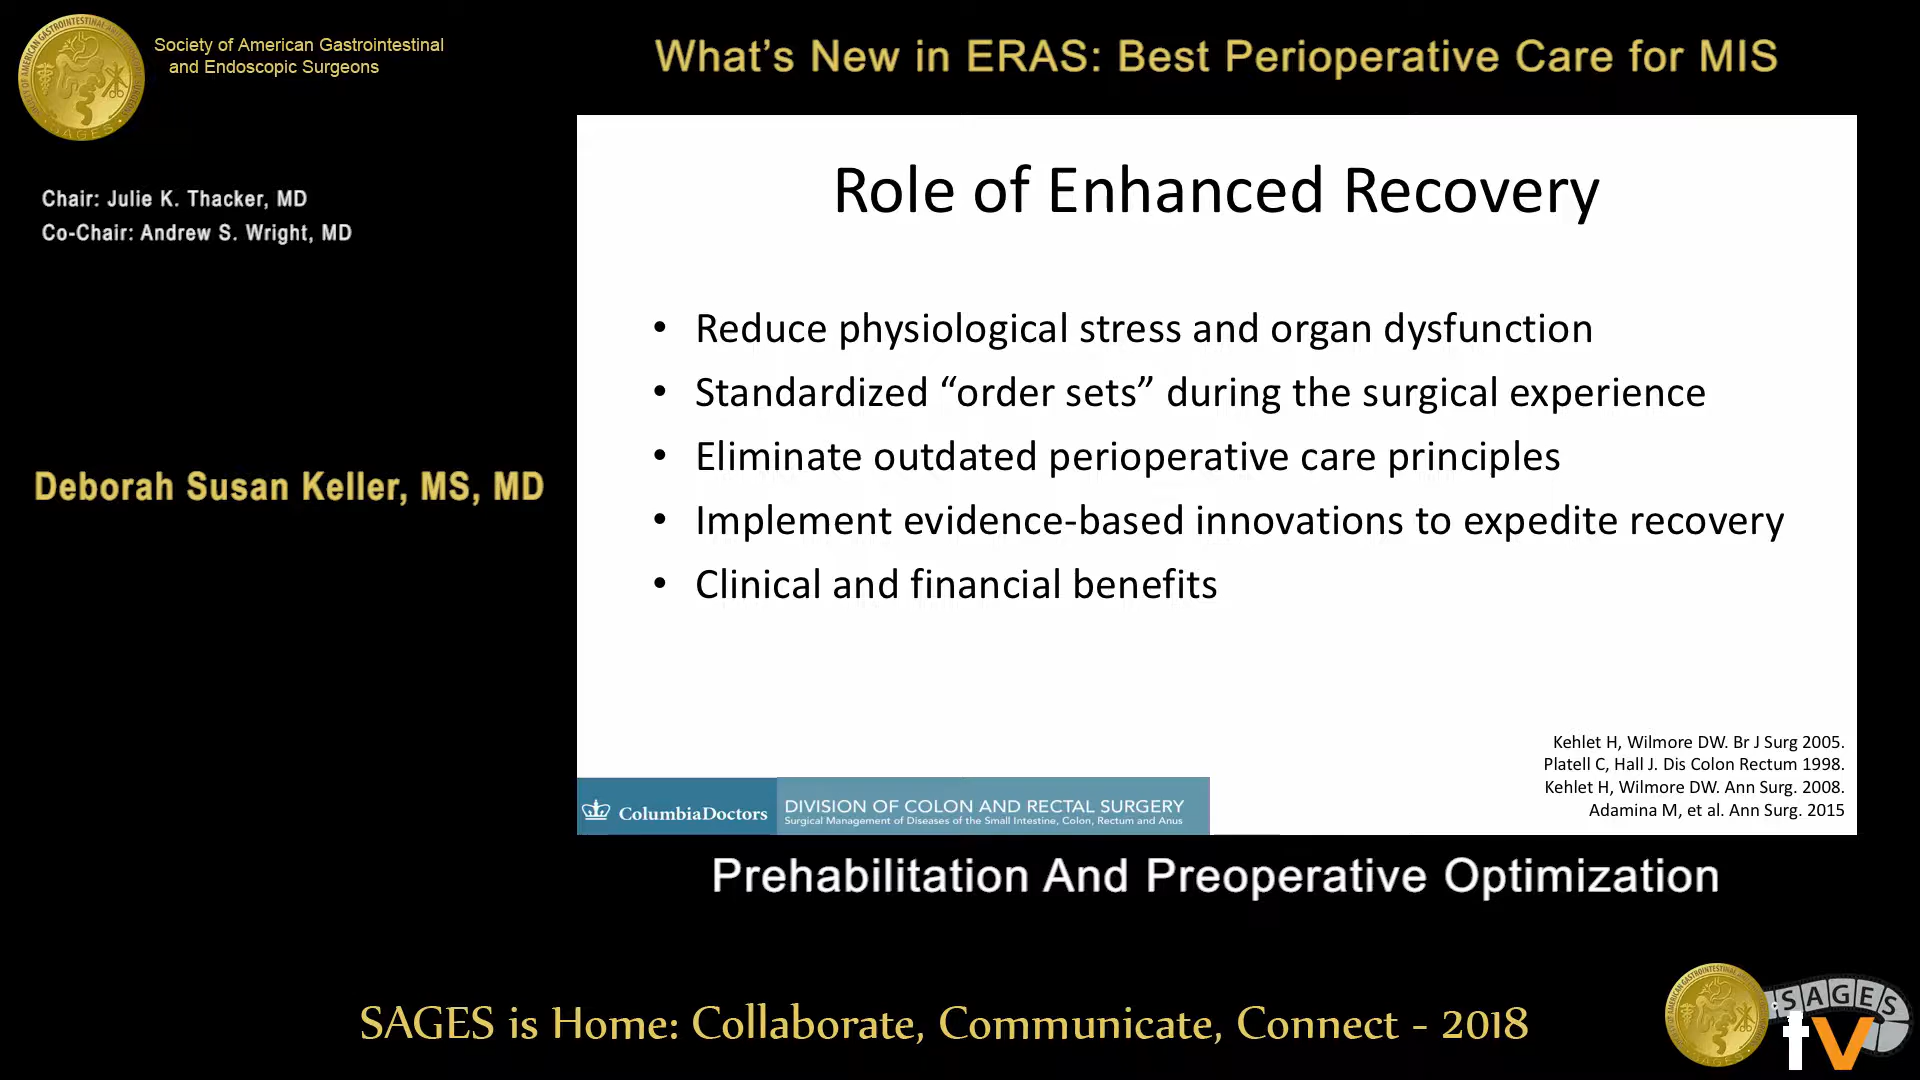 Society of American Gastrointestinal
and Endoscopic Surgeons
What's New in ERAS: Best Perioperative Care for MIS
Chair: Julie K. Thacker, MD
Co-Chair: Andrew S. Wright, MD
Deborah Susan Keller, MS, MD
Role of Enhanced Recovery
• Reduce physiological stress and organ dysfunction
• Standardized “order sets” during the surgical experience
• Eliminate outdated perioperative care principles
• Implement evidence-based innovations to expedite recovery
• Clinical and financial benefits
Kehlet H, Wilmore DW. Br J Surg 2005.
Platell C, Hall J. Dis Colon Rectum 1998.
Kehlet H, Wilmore DW. Ann Surg. 2008.
Adamina M, et al. Ann Surg. 2015
ColumbiaDoctors
DIVISION OF COLON AND RECTAL SURGERY
Surgical Management of Diseases of the Small Intestine, Colon, Rectum and Anus
Prehabilitation And Preoperative Optimization
SAGES is Home: Collaborate, Communicate, Connect - 2018
SAGES
tv